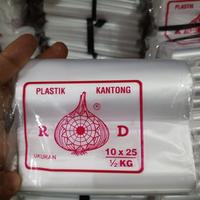 PLASTIK KANTONG
®
R D
UKURAN 10 x 25
½ KG